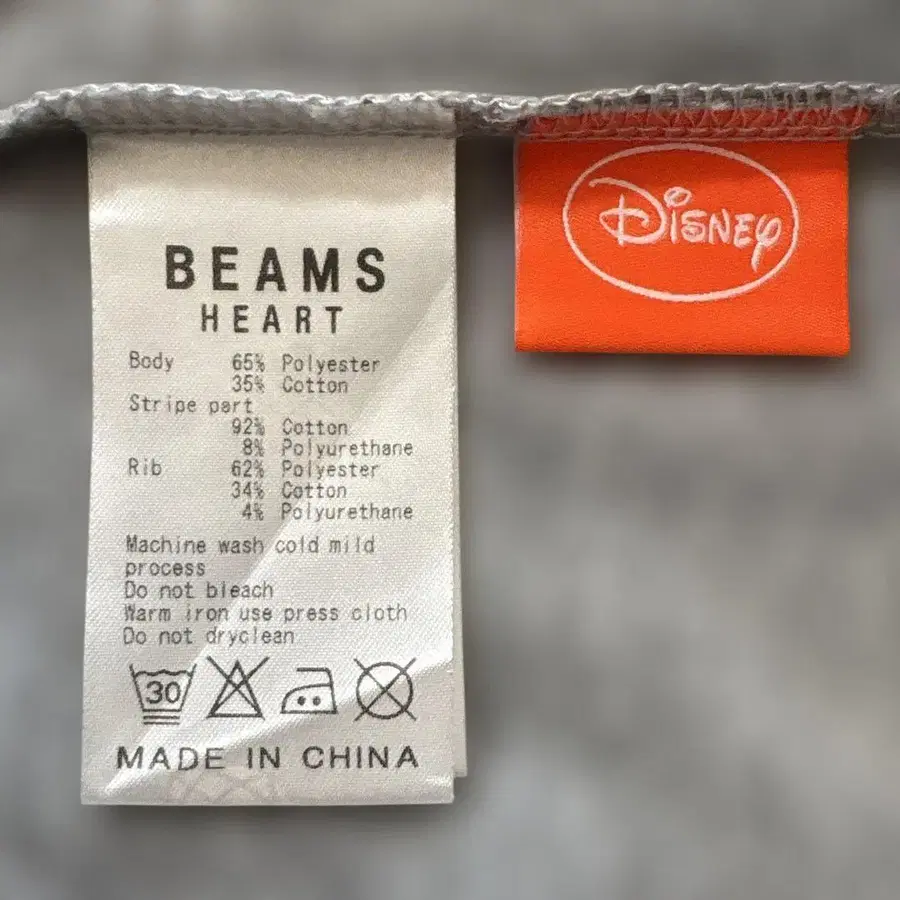 BEAMS
HEART
Body 65% Polyester
35% Cotton
Stripe part
92% Cotton
8% Polyurethane
Rib 62% Polyester
34% Cotton
4% Polyurethane
Machine wash cold mild
process
Do not bleach
Warm iron use press cloth
Do not dryclean
30
MADE IN CHINA
Disney